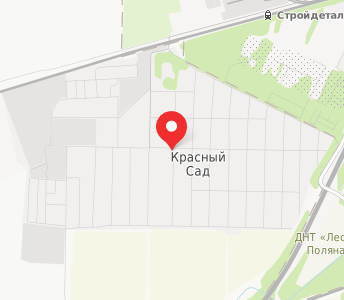 Стройдетал
Красный
Сад
ДНТ «Лес
Поляна